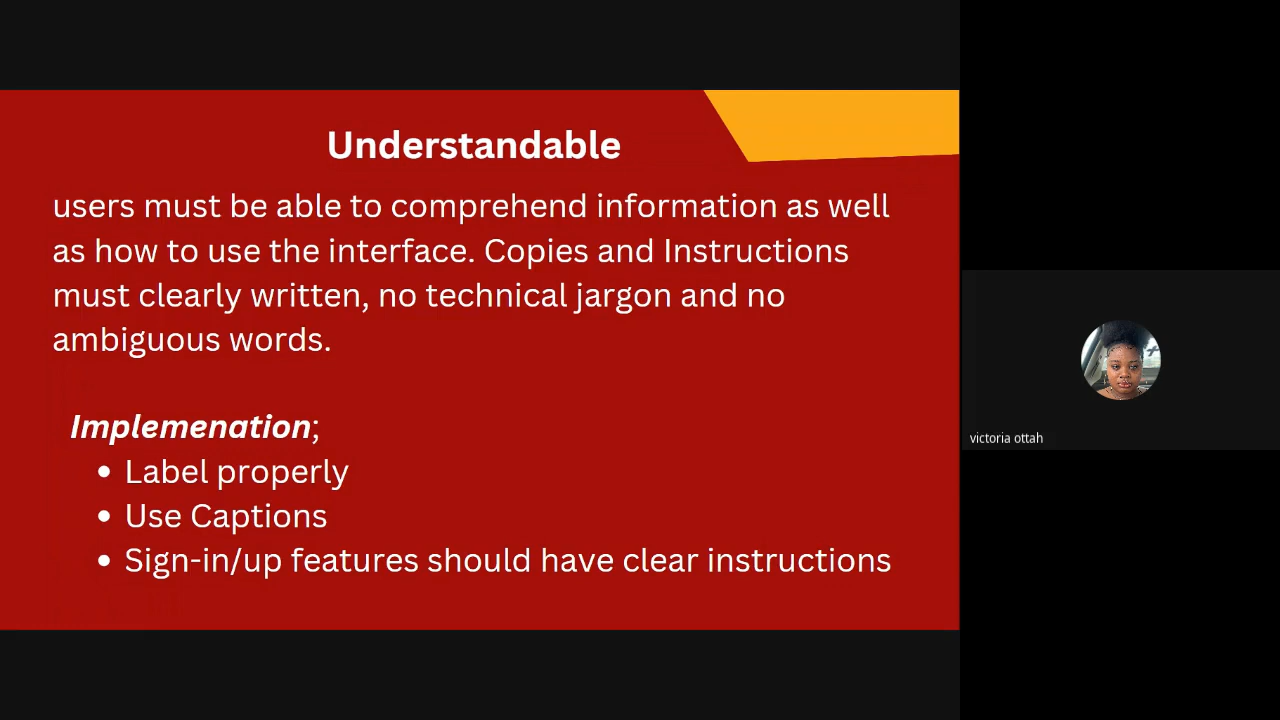 Understandable
users must be able to comprehend information as well
as how to use the interface. Copies and Instructions
must clearly written, no technical jargon and no
ambiguous words.
Implemenation;
• Label properly
• Use Captions
• Sign-in/up features should have clear instructions
victoria ottah